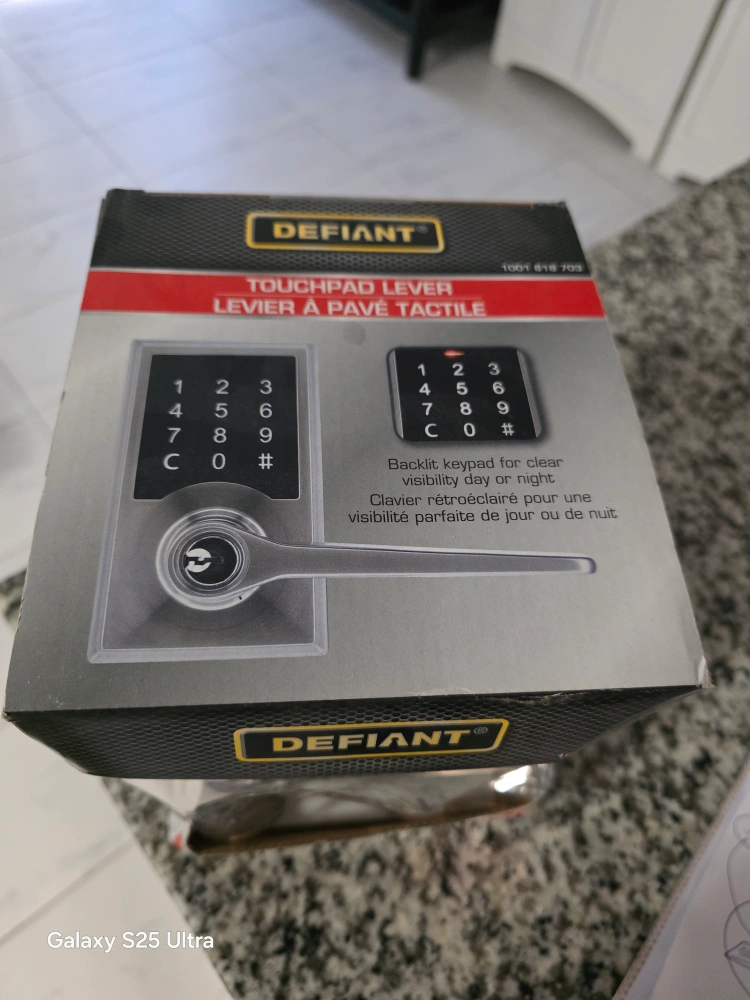 DEFIANT®
1001 818 703
TOUCHPAD LEVER
LEVIER À PAVÉ TACTILE
1 2 3
4 5 6
7 8 9
C 0 #
1 2 3
4 5 6
7 8 9
C 0 #
Backlit keypad for clear
visibility day or night
Clavier rétroéclairé pour une
visibilité parfaite de jour ou de nuit
DEFIANT®
Galaxy S25 Ultra